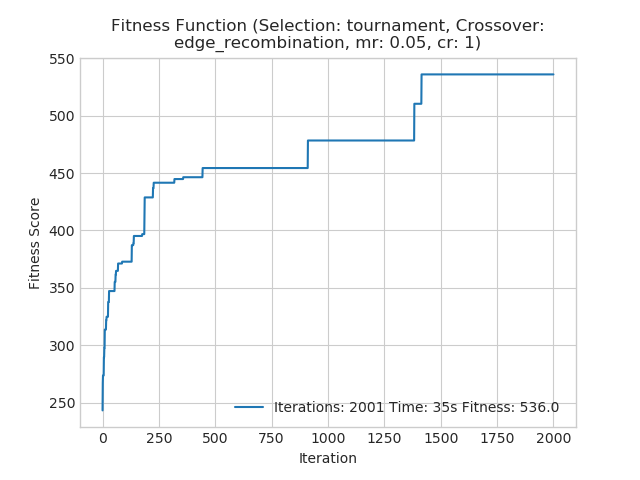 Fitness Function (Selection: tournament, Crossover:
edge_recombination, mr: 0.05, cr: 1)
550
500
450
400
350
300
250
Fitness Score
Iterations: 2001 Time: 35s Fitness: 536.0
0 250 500 750 1000 1250 1500 1750 2000
Iteration